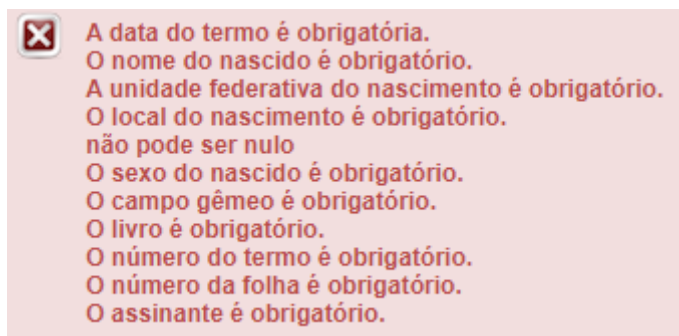 A data do termo é obrigatória.
O nome do nascido é obrigatório.
A unidade federativa do nascimento é obrigatório.
O local do nascimento é obrigatório.
não pode ser nulo
O sexo do nascido é obrigatório.
O campo gêmeo é obrigatório.
O livro é obrigatório.
O número do termo é obrigatório.
O número da folha é obrigatório.
O assinante é obrigatório.